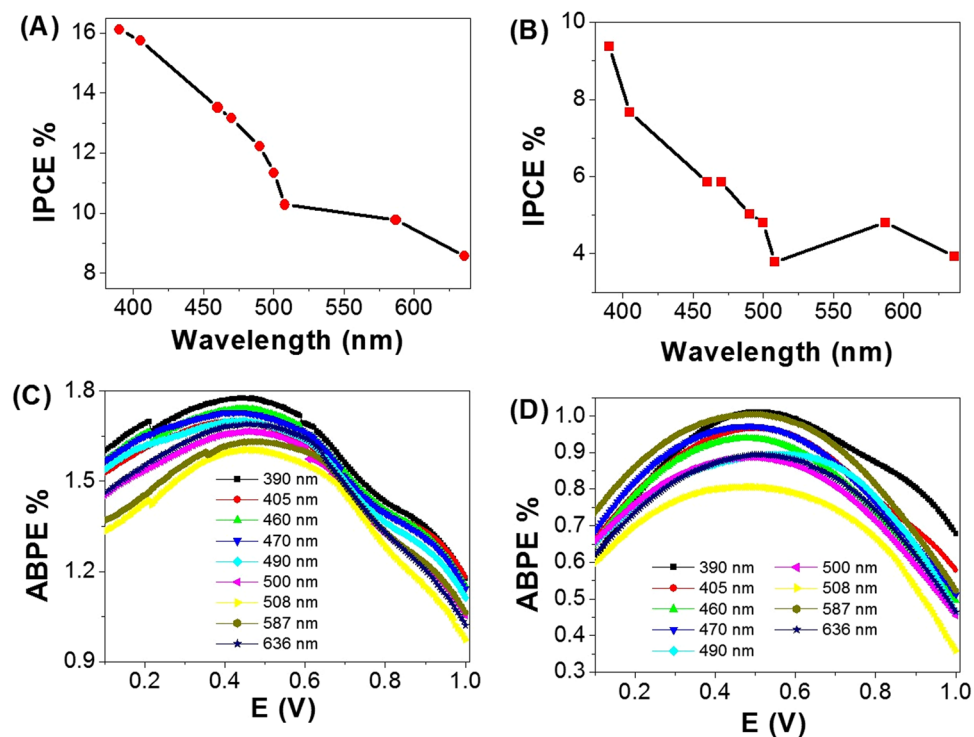 (A)
16
14
12
10
8
IPCE %
400 450 500 550 600
Wavelength (nm)
(B)
10
8
6
4
IPCE %
400 450 500 550 600
Wavelength (nm)
(C)
1.8
1.5
1.2
0.9
ABPE %
390 nm
405 nm
460 nm
470 nm
490 nm
500 nm
508 nm
587 nm
636 nm
0.2 0.4 0.6 0.8 1.0
E (V)
(D)
1.0
0.9
0.8
0.7
0.6
0.5
0.4
0.3
ABPE %
390 nm 500 nm
405 nm 508 nm
460 nm 587 nm
470 nm 636 nm
490 nm
0.2 0.4 0.6 0.8 1.0
E (V)